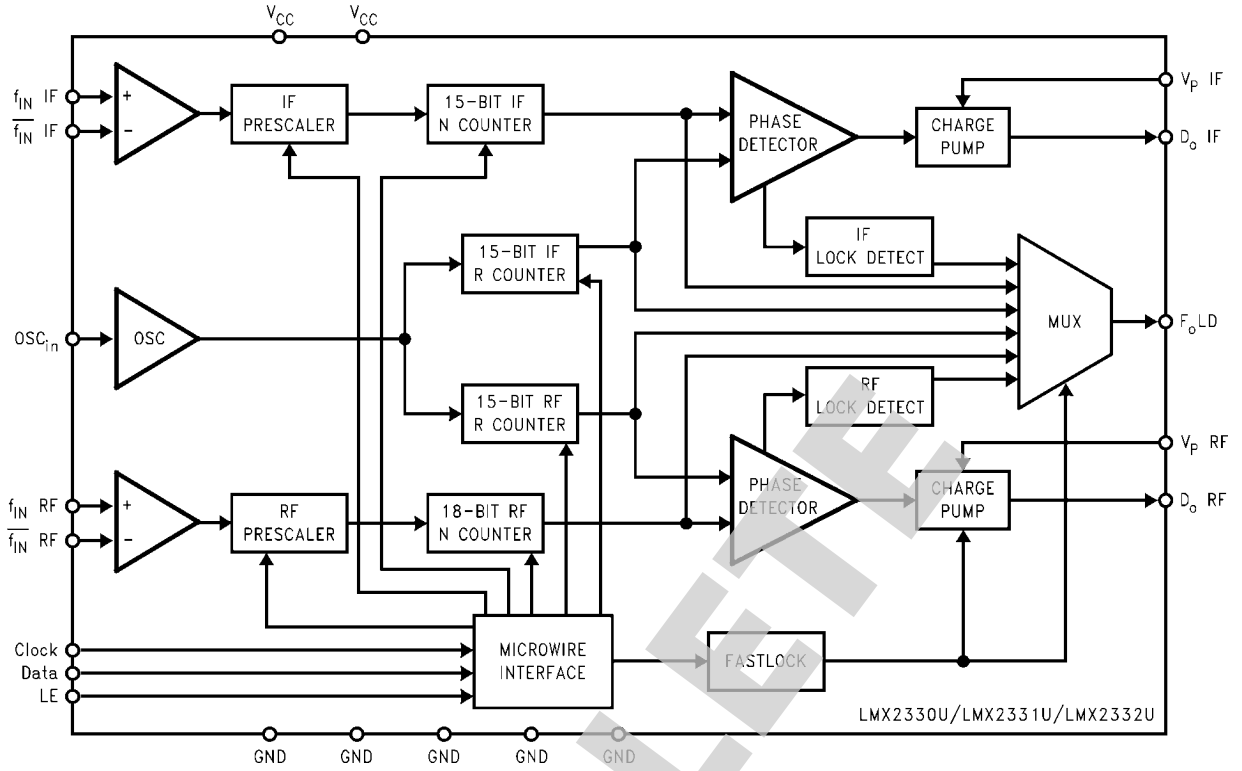 V_CC V_CC
f_IN IF
f_IN IF
+
−
IF
PRESCALER
15-BIT IF
N COUNTER
PHASE
DETECTOR
CHARGE
PUMP
V_P IF
D_o IF
15-BIT IF
R COUNTER
IF
LOCK DETECT
OSC_in
OSC
MUX
F_oLD
15-BIT RF
R COUNTER
RF
LOCK DETECT
f_IN RF
f_IN RF
+
−
RF
PRESCALER
18-BIT RF
N COUNTER
PHASE
DETECTOR
CHARGE
PUMP
V_P RF
D_o RF
Clock
Data
LE
MICROWIRE
INTERFACE
FASTLOCK
LMX2330U/LMX2331U/LMX2332U
GND GND GND GND GND
LETE